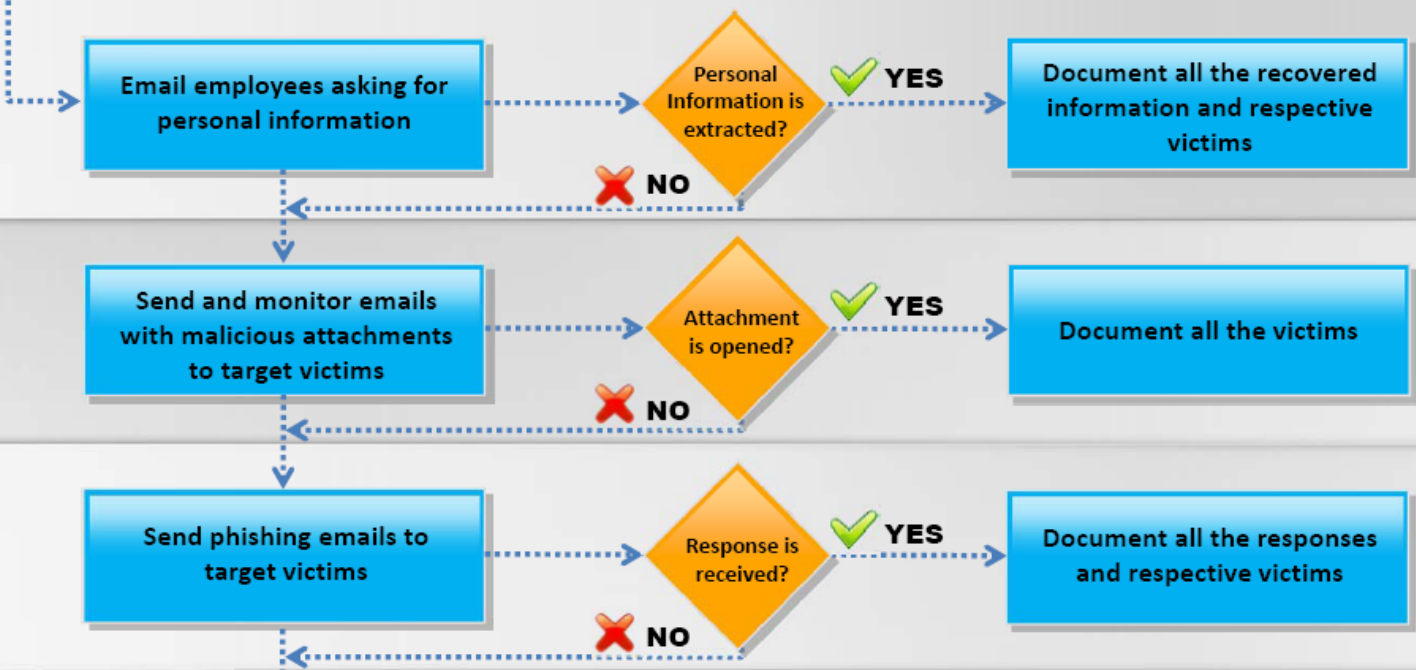 Email employees asking for
personal information
Personal
Information is
extracted?
YES
Document all the recovered
information and respective
victims
NO
Send and monitor emails
with malicious attachments
to target victims
Attachment
is opened?
YES
Document all the victims
NO
Send phishing emails to
target victims
Response is
received?
YES
Document all the responses
and respective victims
NO